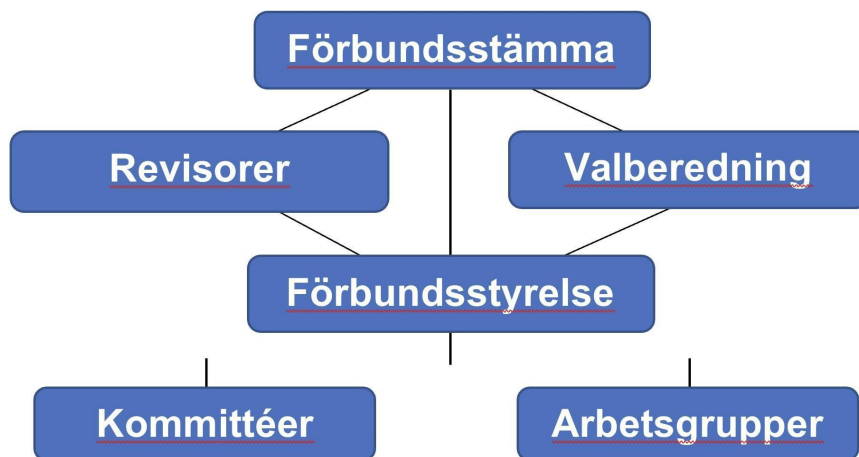 Förbundsstämma
Revisorer
Valberedning
Förbundsstyrelse
Kommittéer
Arbetsgrupper